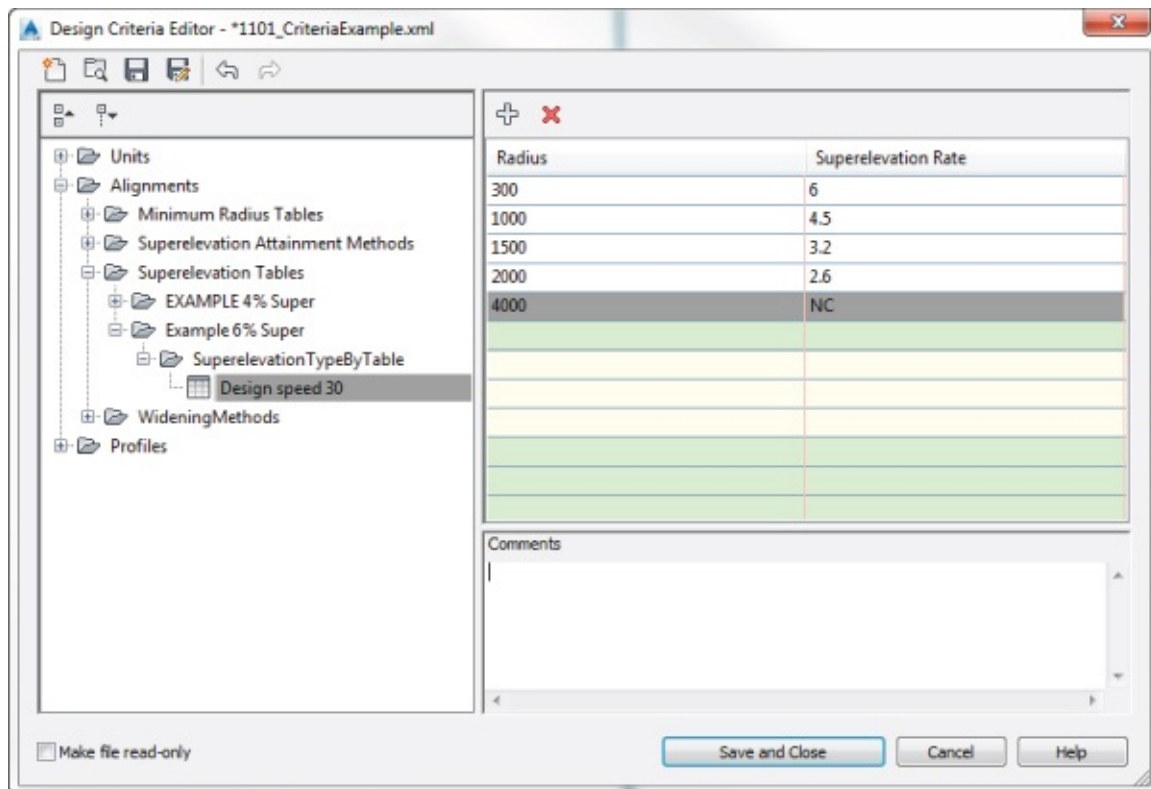 Design Criteria Editor - *1101_CriteriaExample.xml
Units
Alignments
Minimum Radius Tables
Superelevation Attainment Methods
Superelevation Tables
EXAMPLE 4% Super
Example 6% Super
SuperelevationTypeByTable
Design speed 30
WideningMethods
Profiles
Radius Superelevation Rate
300 6
1000 4.5
1500 3.2
2000 2.6
4000 NC
Comments
Make file read-only
Save and Close Cancel Help